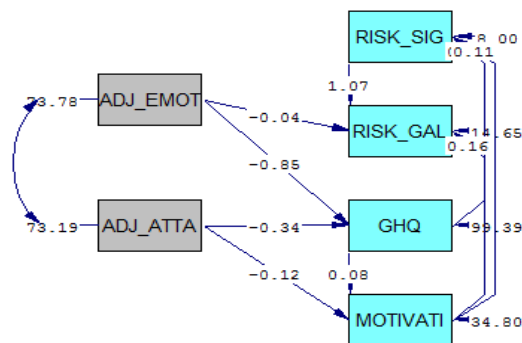 RISK_SIG
8.00
0.11
73.78
ADJ_EMOT
1.07
-0.04
RISK_GAL
14.65
0.16
-0.85
73.19
ADJ_ATTA
-0.34
GHQ
99.39
-0.12
0.08
MOTIVATI
34.80